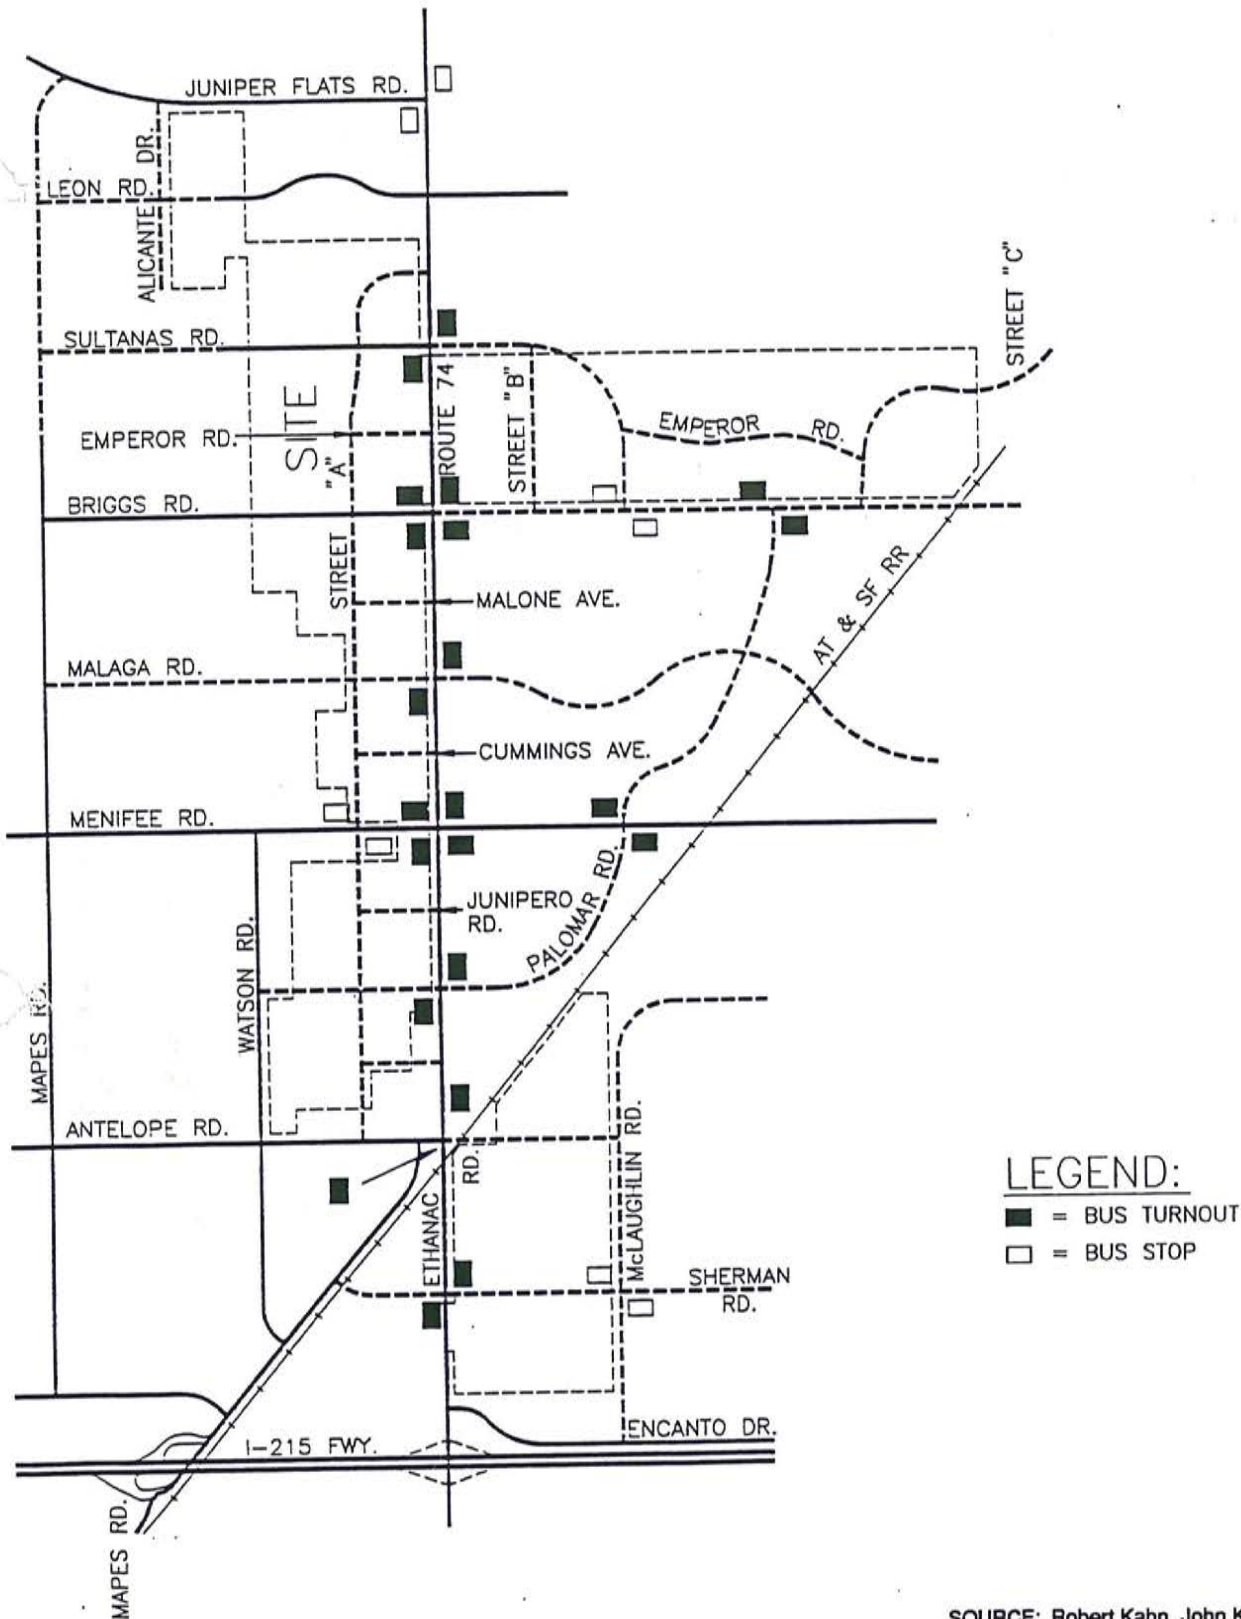 JUNIPER FLATS RD.
ALICANTE DR.
LEON RD.
STREET "C"
SULTANAS RD.
SITE
ROUTE 74
STREET "B"
EMPEROR RD.
EMPEROR RD.
STREET "A"
BRIGGS RD.
MALONE AVE.
AT & SF RR
MALAGA RD.
CUMMINGS AVE.
MENIFEE RD.
JUNIPERO
RD.
PALOMAR RD.
WATSON RD.
MAPES RD.
ANTELOPE RD.
ETHANAC RD.
McLAUGHLIN RD.
LEGEND:
= BUS TURNOUT
= BUS STOP
SHERMAN
RD.
ENCANTO DR.
I-215 FWY.
MAPES RD.
SOURCE: Robert Kahn, John K